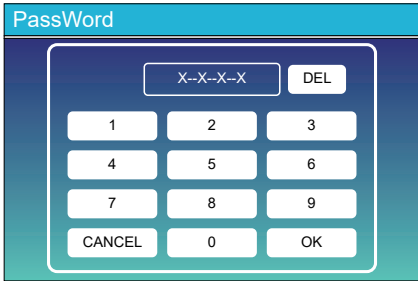 PassWord
X--X--X--X DEL
1 2 3
4 5 6
7 8 9
CANCEL 0 OK